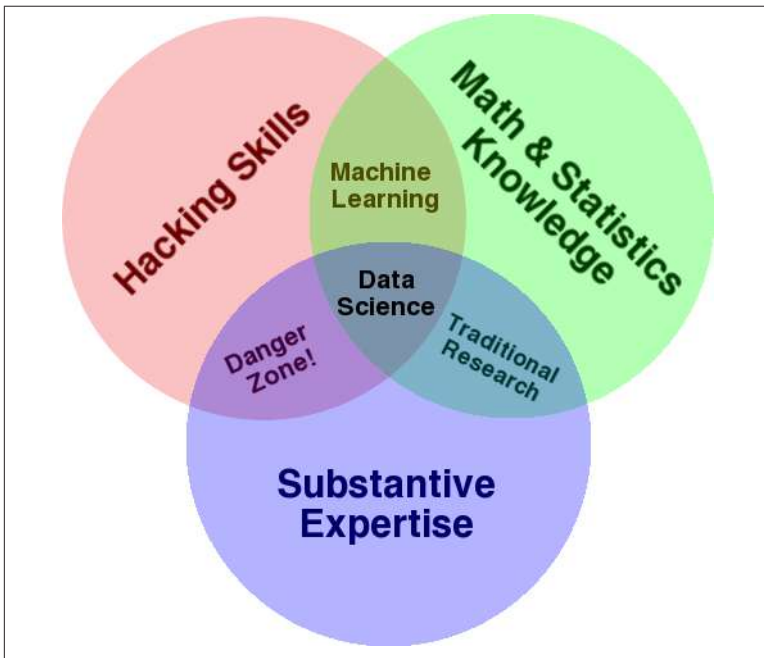 Hacking Skills
Math & Statistics
Knowledge
Machine
Learning
Data
Science
Danger
Zone!
Traditional
Research
Substantive
Expertise